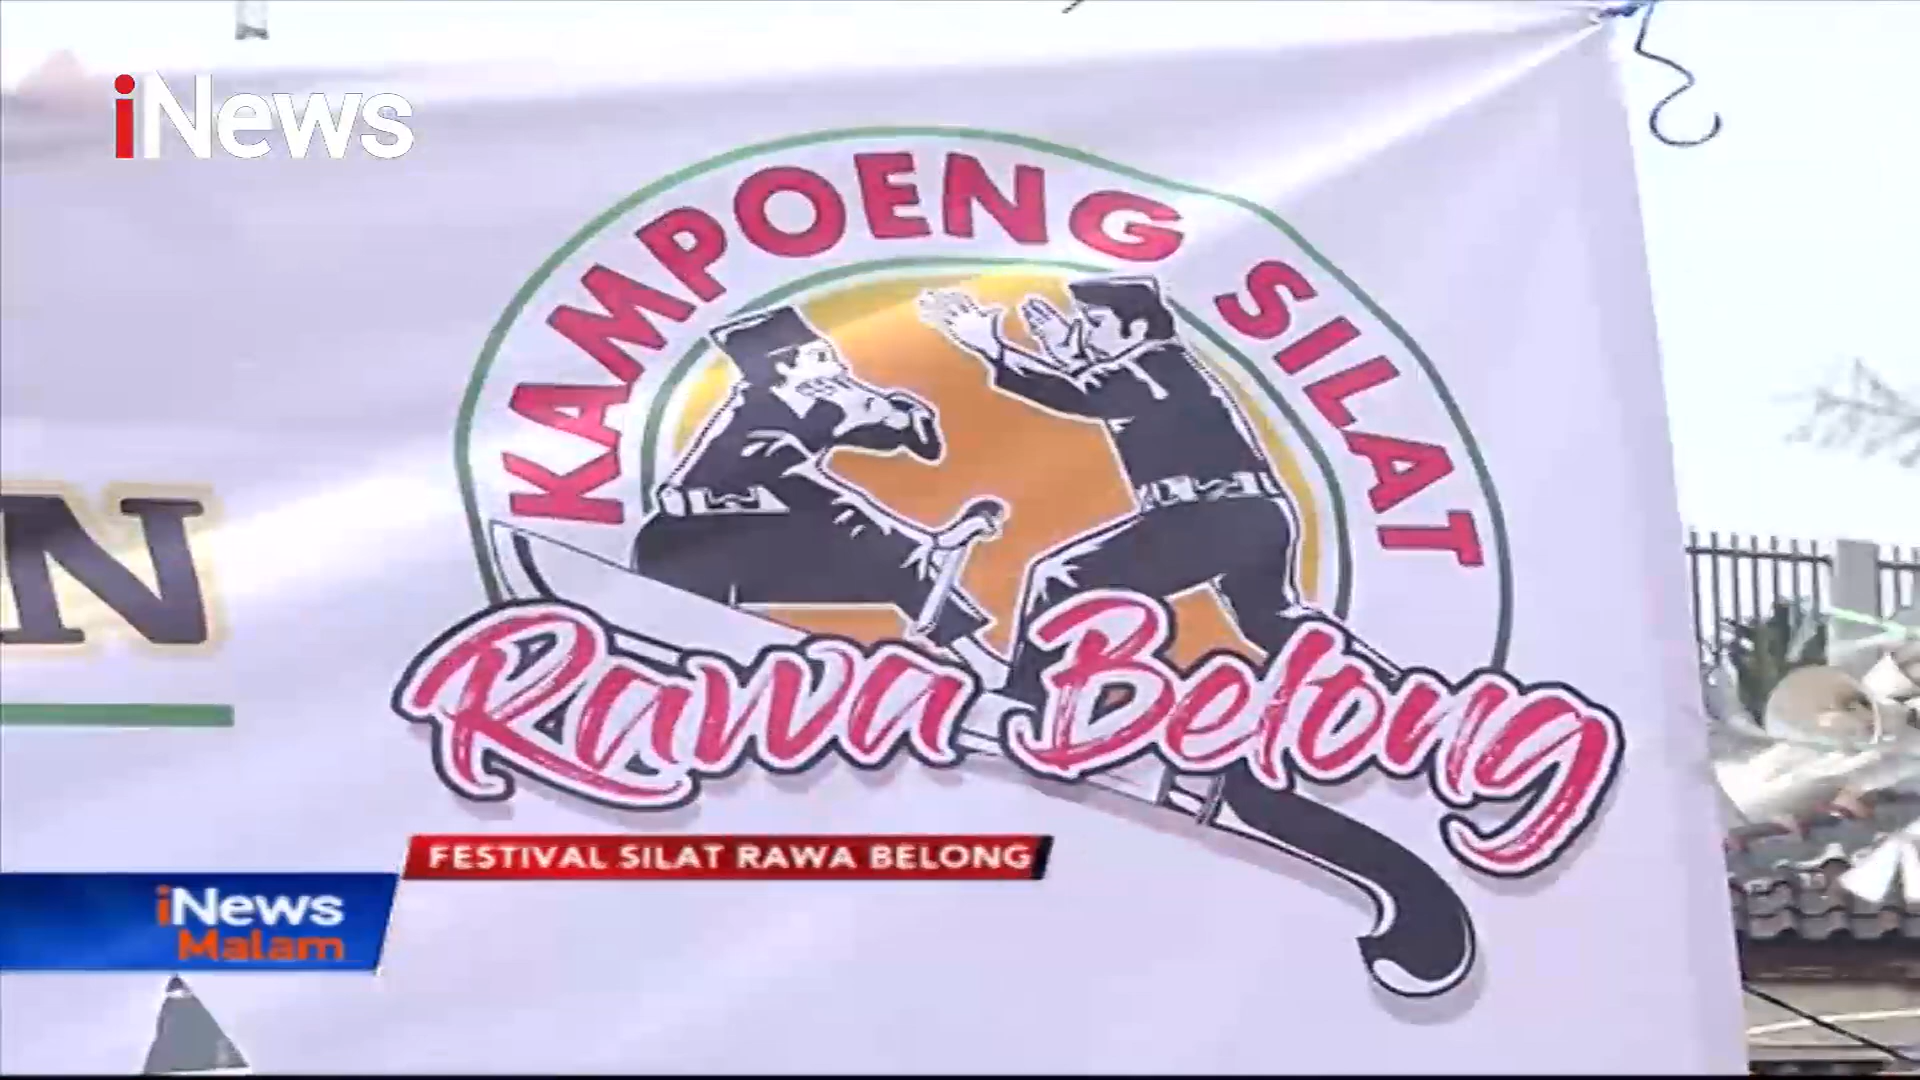 iNews
KAMPOENG SILAT
N
Rawa Belong
FESTIVAL SILAT RAWA BELONG
iNews
Malam